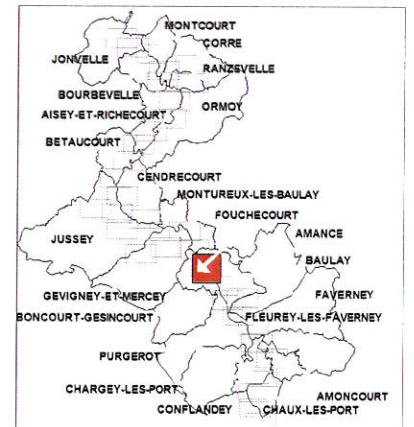 MONTCOURT
CORRE
JONVELLE
RANZEVELLE
BOURBEVELLE
ORMOY
AISEY-ET-RICHECOURT
BETAUCOURT
CENDRECOURT
MONTUREUX-LES-BAULAY
FOUCHECOURT
AMANCE
JUSSEY
BAULAY
GEVIGNEY-ET-MERCEY
FAVERNEY
BONCOURT-GESINCOURT
FLEUREY-LES-FAVERNEY
PURGEROT
CHARGEY-LES-PORT
AMONCOURT
CONFLANDEY
CHAUX-LES-PORT